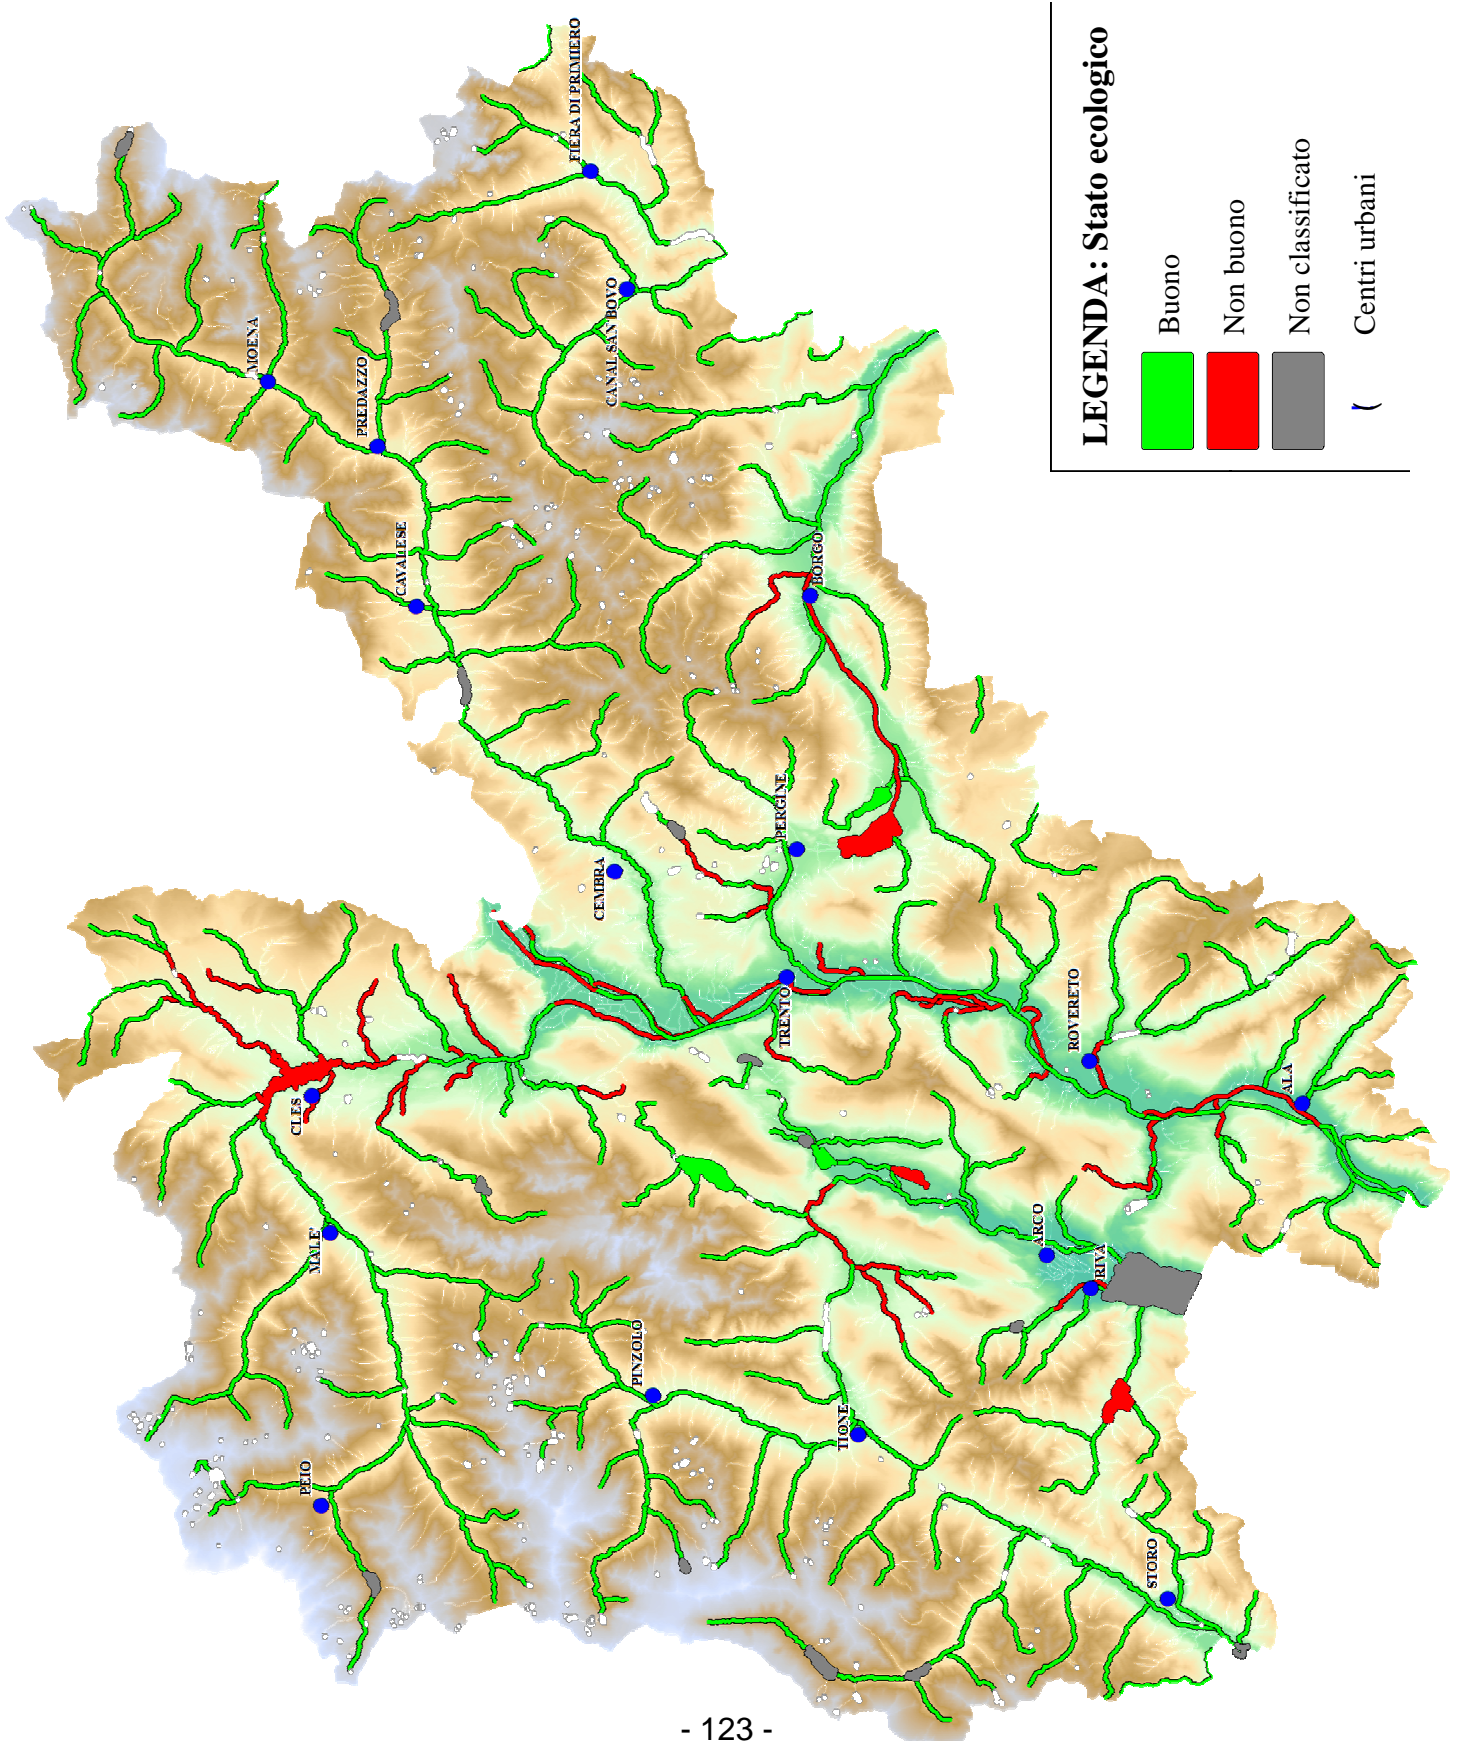 LEGENDA: Stato ecologico
Buono
Non buono
Non classificato
Centri urbani
FIERA DI PRIMIERO
MOENA
CANAL SAN BOVO
PREDAZZO
CAVALESE
BORGO
PERGINE
CEMBRA
TRENTO
ROVERETO
ALA
CLES
MALE'
ARCO
RIVA
PINZOLO
TIONE
PEIO
STORO
- 123 -